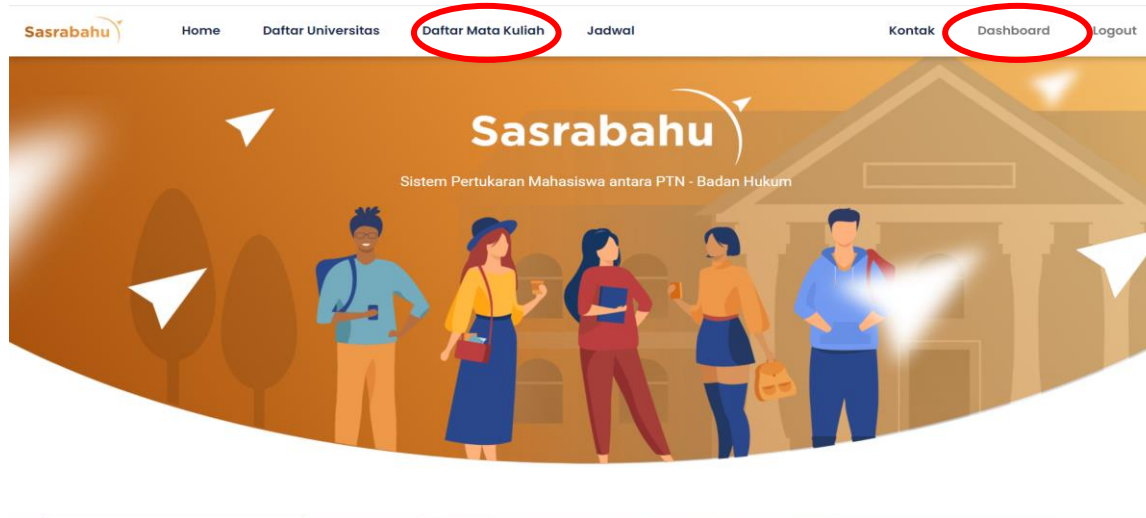 Sasrabahu Home Daftar Universitas Daftar Mata Kuliah Jadwal Kontak Dashboard Logout
Sasrabahu
Sistem Pertukaran Mahasiswa antara PTN - Badan Hukum